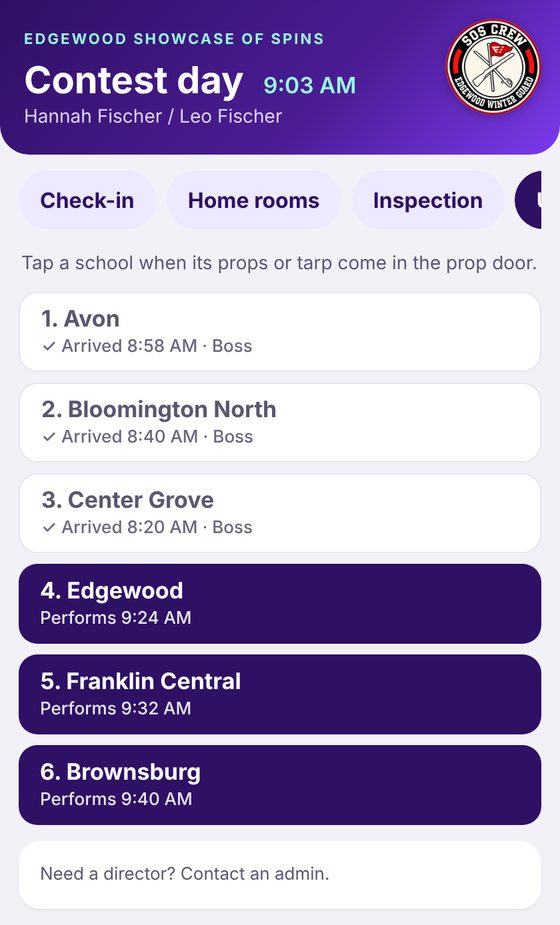 EDGEWOOD SHOWCASE OF SPINS
Contest day 9:03 AM
Hannah Fischer / Leo Fischer
SOS CREW
EDGEWOOD WINTER GUARD
Check-in Home rooms Inspection
Tap a school when its props or tarp come in the prop door.
1. Avon
✓ Arrived 8:58 AM · Boss
2. Bloomington North
✓ Arrived 8:40 AM · Boss
3. Center Grove
✓ Arrived 8:20 AM · Boss
4. Edgewood
Performs 9:24 AM
5. Franklin Central
Performs 9:32 AM
6. Brownsburg
Performs 9:40 AM
Need a director? Contact an admin.